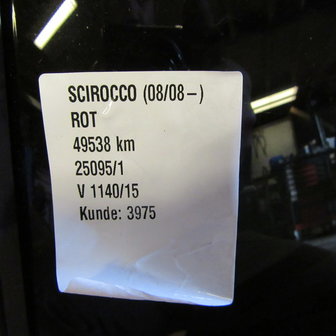 SCIROCCO (08/08–)
ROT
49538 km
25095/1
V 1140/15
Kunde: 3975